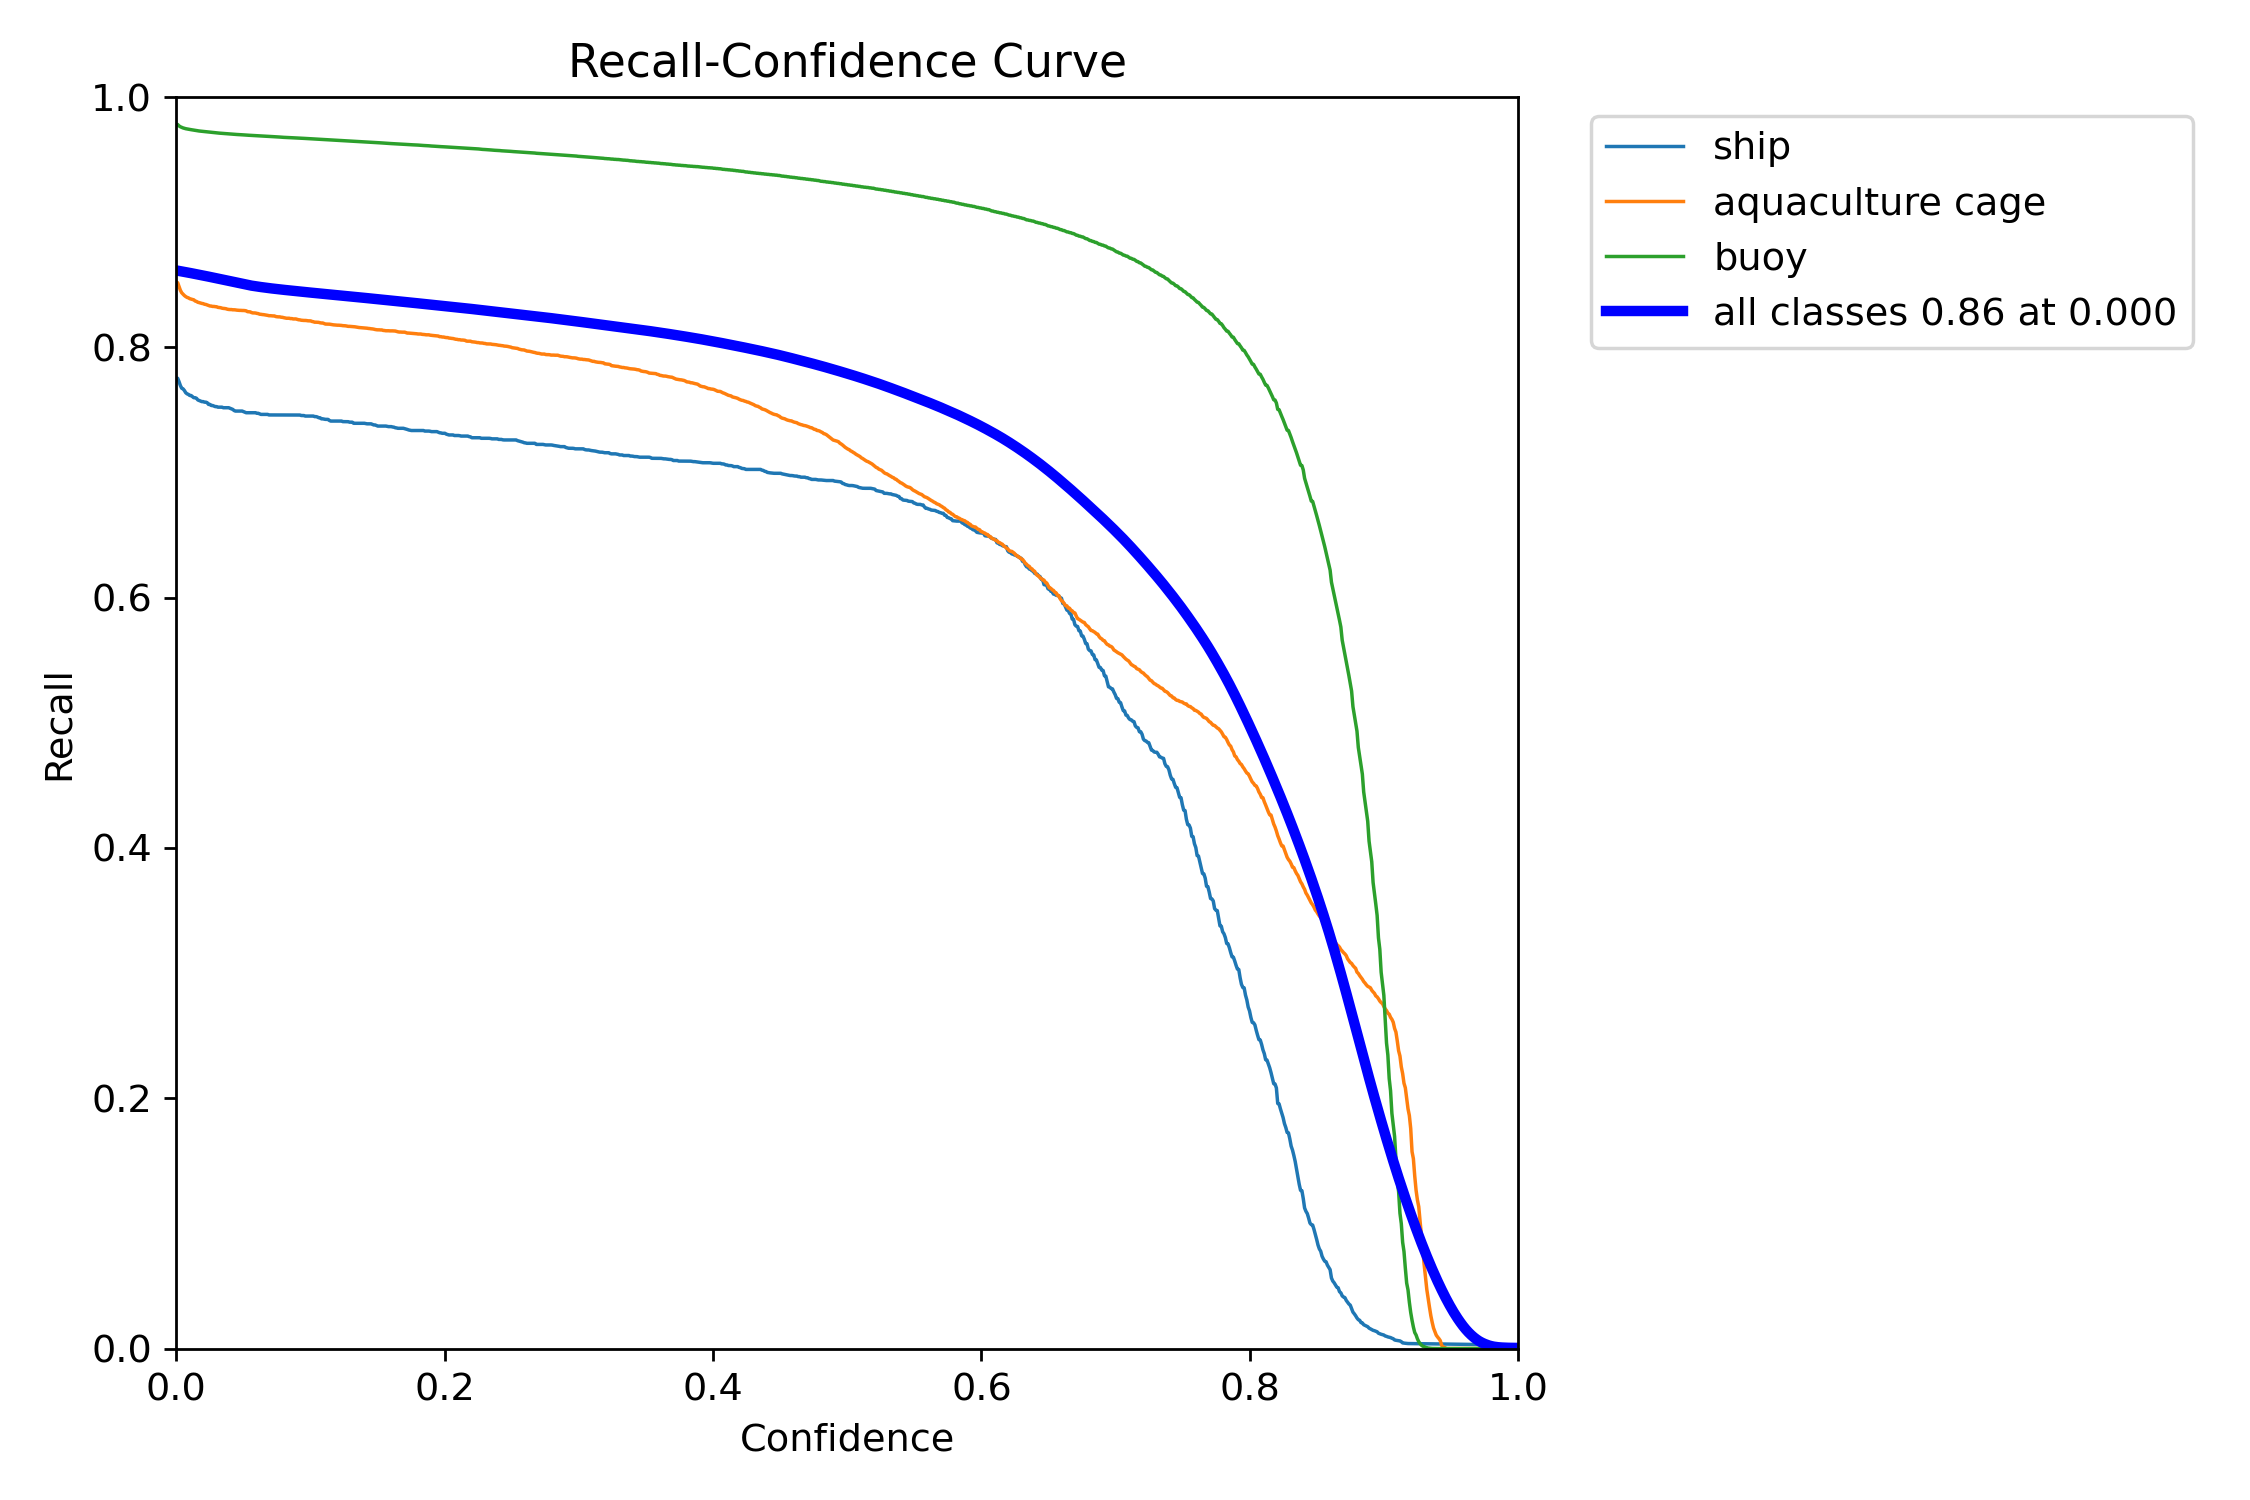 Recall-Confidence Curve
1.0
0.8
0.6
0.4
0.2
0.0
Recall
0.0 0.2 0.4 0.6 0.8 1.0
Confidence
ship
aquaculture cage
buoy
all classes 0.86 at 0.000